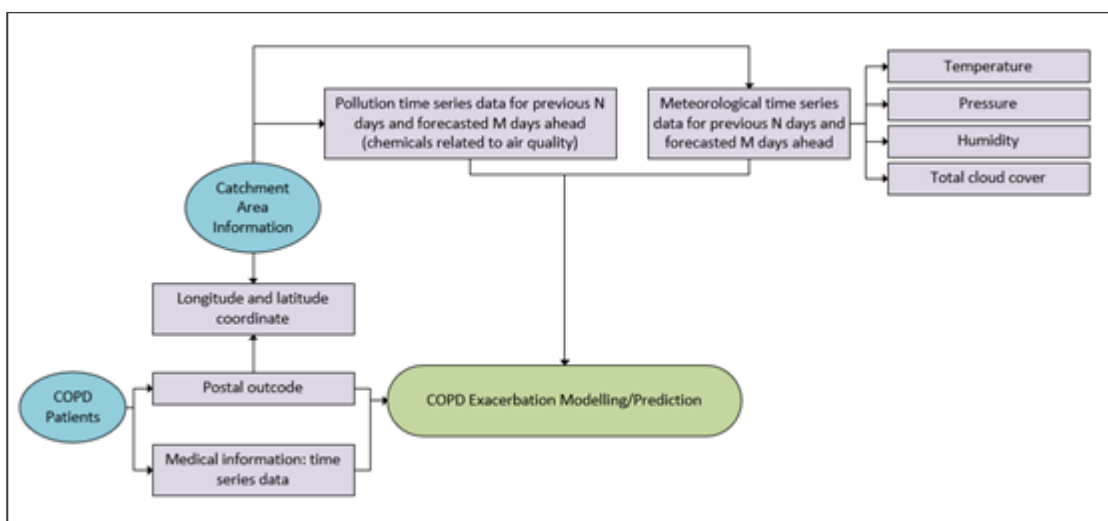 Temperature
Pollution time series data for previous N
days and forecasted M days ahead
(chemicals related to air quality)
Meteorological time series
data for previous N days and
forecasted M days ahead
Pressure
Humidity
Total cloud cover
Catchment
Area
Information
Longitude and latitude
coordinate
COPD
Patients
Postal outcode
COPD Exacerbation Modelling/Prediction
Medical information: time
series data